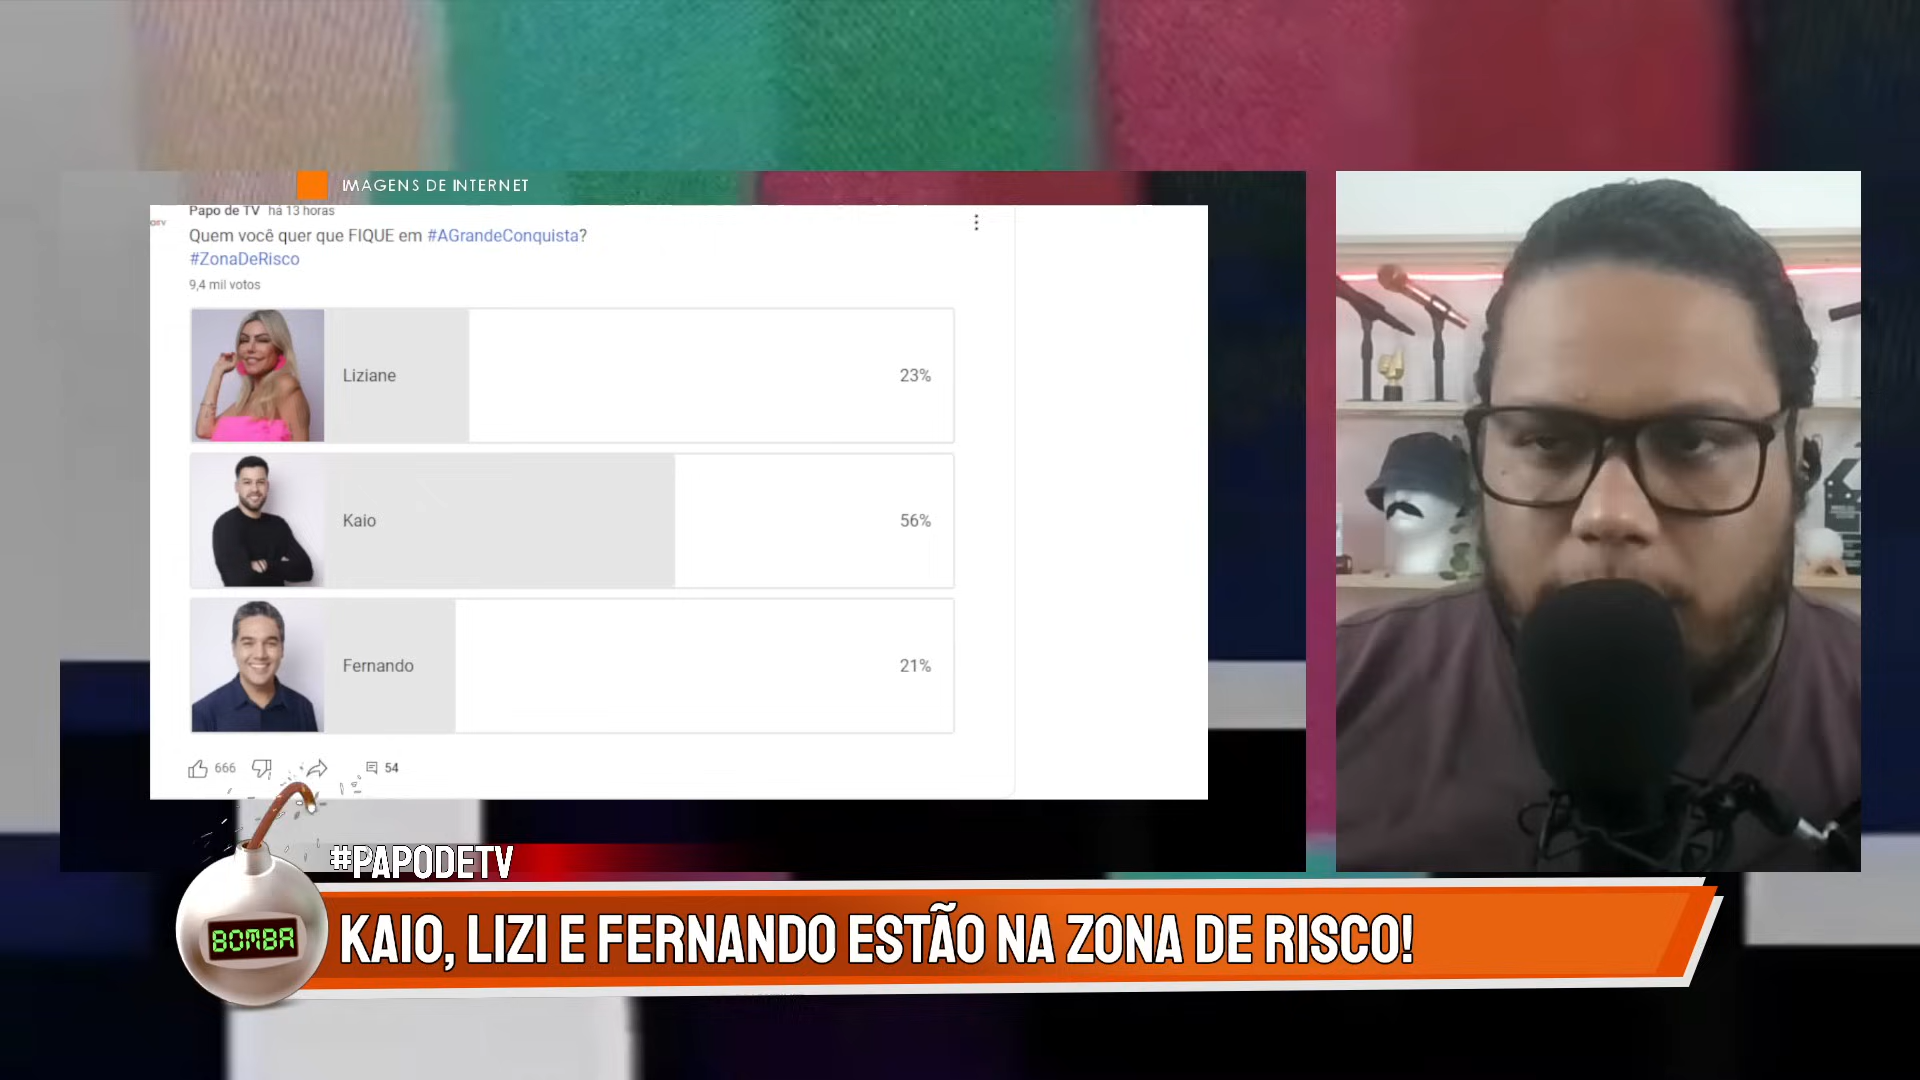 IMAGENS DE INTERNET
Papo de TV há 13 horas
Quem você quer que FIQUE em #AGrandeConquista?
#ZonaDeRisco
9,4 mil votos
Liziane 23%
Kaio 56%
Fernando 21%
666 54
#PAPODETV
BOMBA
KAIO, LIZI E FERNANDO ESTÃO NA ZONA DE RISCO!